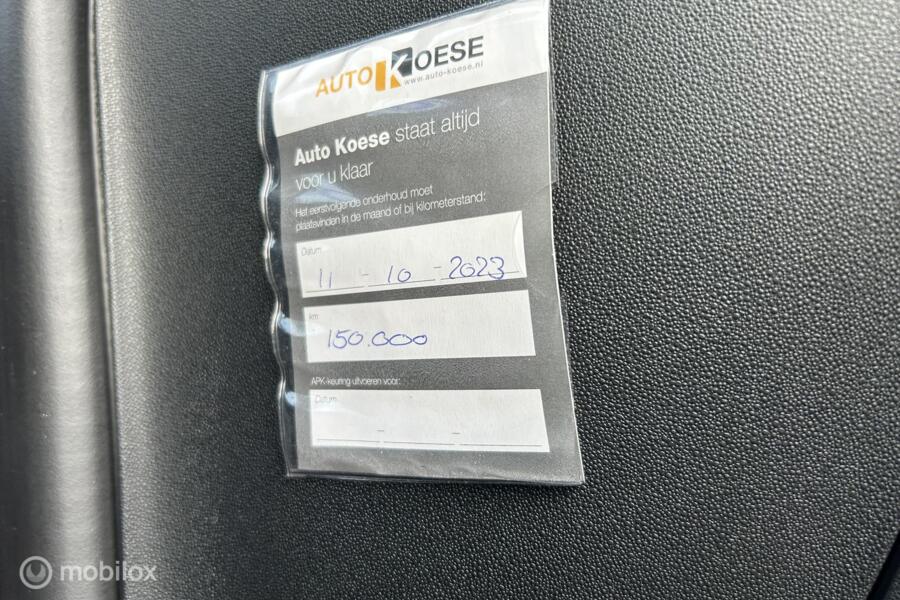 AUTO KOESE
www.auto-koese.nl
Auto Koese staat altijd
voor u klaar
Het eerstvolgende onderhoud moet
plaatsvinden in de maand of bij kilometerstand:
Datum
11 - 10 - 2023
km
150.000
APK-keuring uitvoeren voor:
Datum
- -
mobilox